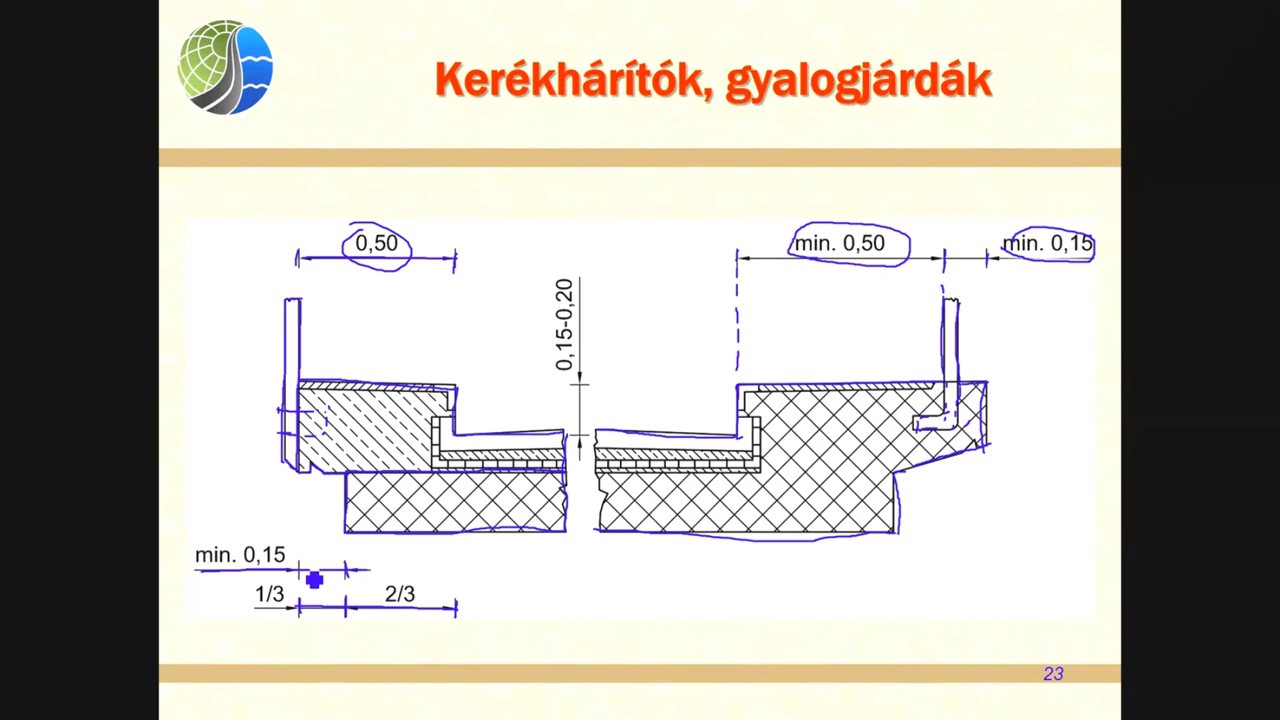 Kerékhárítók, gyalogjárdák
0,50
min. 0,50
min. 0,15
0,15-0,20
min. 0,15
1/3
2/3
23